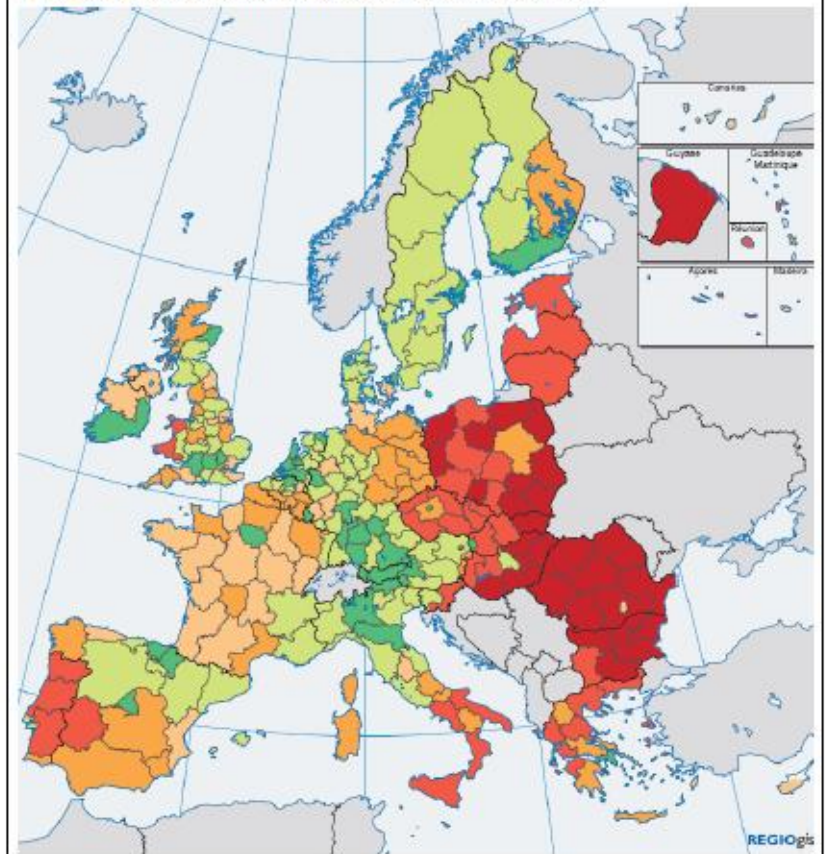 Canarias
Guyane
Guadeloupe
Martinique
Réunion
Açores
Madeira
REGIOgis